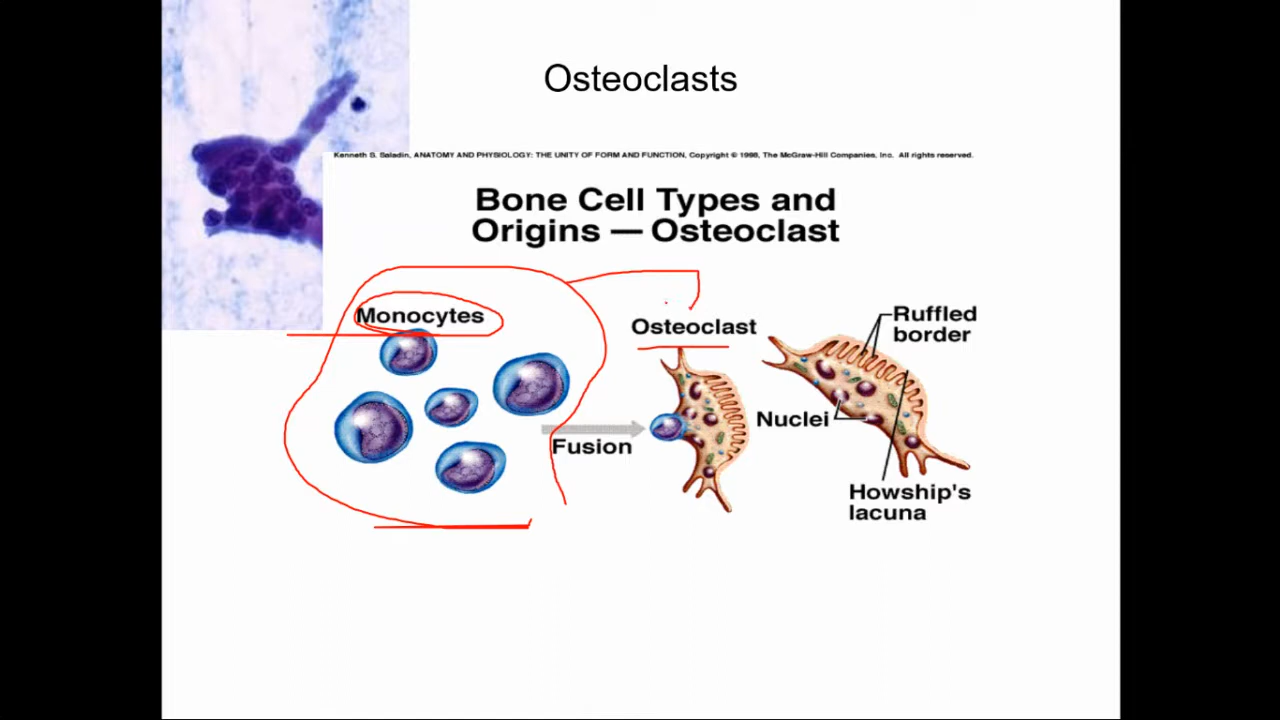 Osteoclasts
Kenneth S. Saladin, ANATOMY AND PHYSIOLOGY: THE UNITY OF FORM AND FUNCTION, Copyright © 1998, The McGraw-Hill Companies, Inc. All rights reserved.
Bone Cell Types and
Origins — Osteoclast
Monocytes
Osteoclast
Ruffled
border
Nuclei
Fusion
Howship's
lacuna